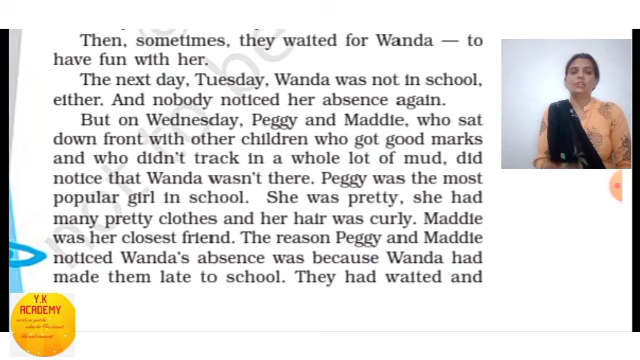 Then, sometimes, they waited for Wanda — to
have fun with her.
The next day, Tuesday, Wanda was not in school,
either. And nobody noticed her absence again.
But on Wednesday, Peggy and Maddie, who sat
down front with other children who got good marks
and who didn't track in a whole lot of mud, did
notice that Wanda wasn't there. Peggy was the most
popular girl in school. She was pretty, she had
many pretty clothes and her hair was curly. Maddie
was her closest friend. The reason Peggy and Maddie
noticed Wanda's absence was because Wanda had
made them late to school. They had waited and
not to be
Y.K
ACADEMY